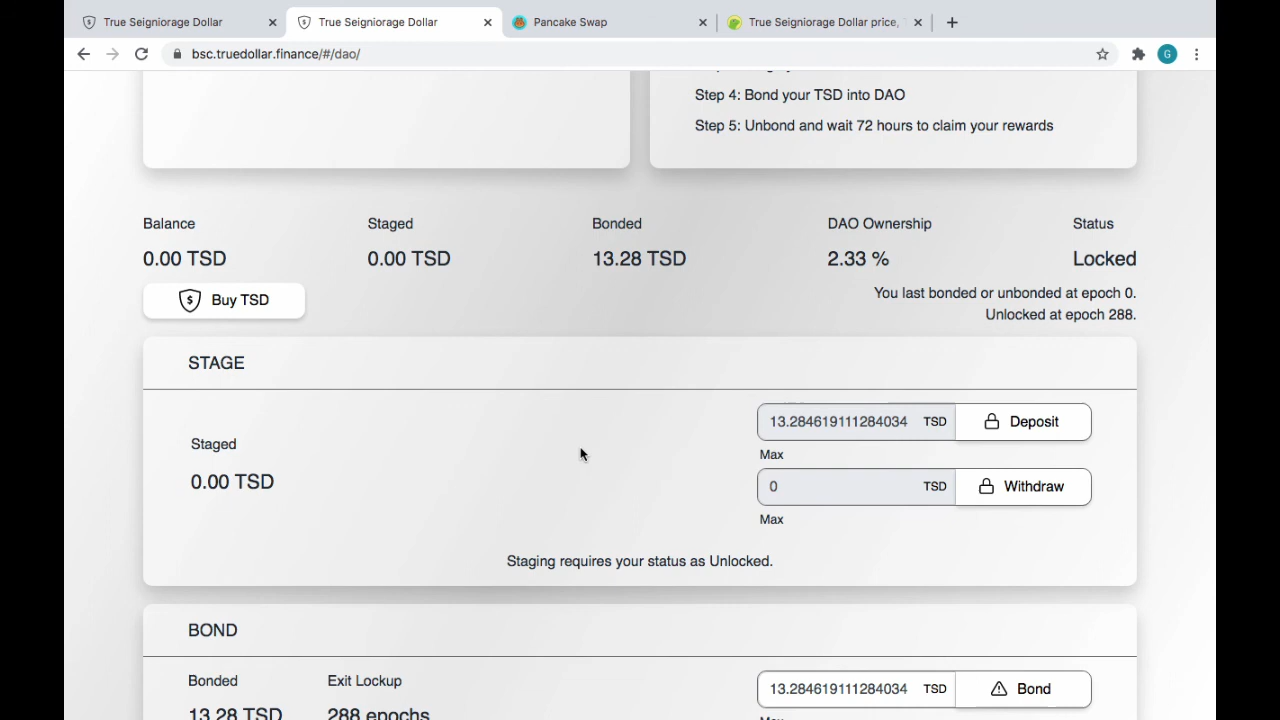 True Seigniorage Dollar
True Seigniorage Dollar
Pancake Swap
True Seigniorage Dollar price,
bsc.truedollar.finance/#/dao/
G
Step 4: Bond your TSD into DAO
Step 5: Unbond and wait 72 hours to claim your rewards
Balance Staged Bonded DAO Ownership Status
0.00 TSD 0.00 TSD 13.28 TSD 2.33 % Locked
Buy TSD
You last bonded or unbonded at epoch 0.
Unlocked at epoch 288.
STAGE
Staged
0.00 TSD
13.284619111284034 TSD Deposit
Max
0 TSD Withdraw
Max
Staging requires your status as Unlocked.
BOND
Bonded Exit Lockup
13.28 TSD 288 epochs
13.284619111284034 TSD Bond